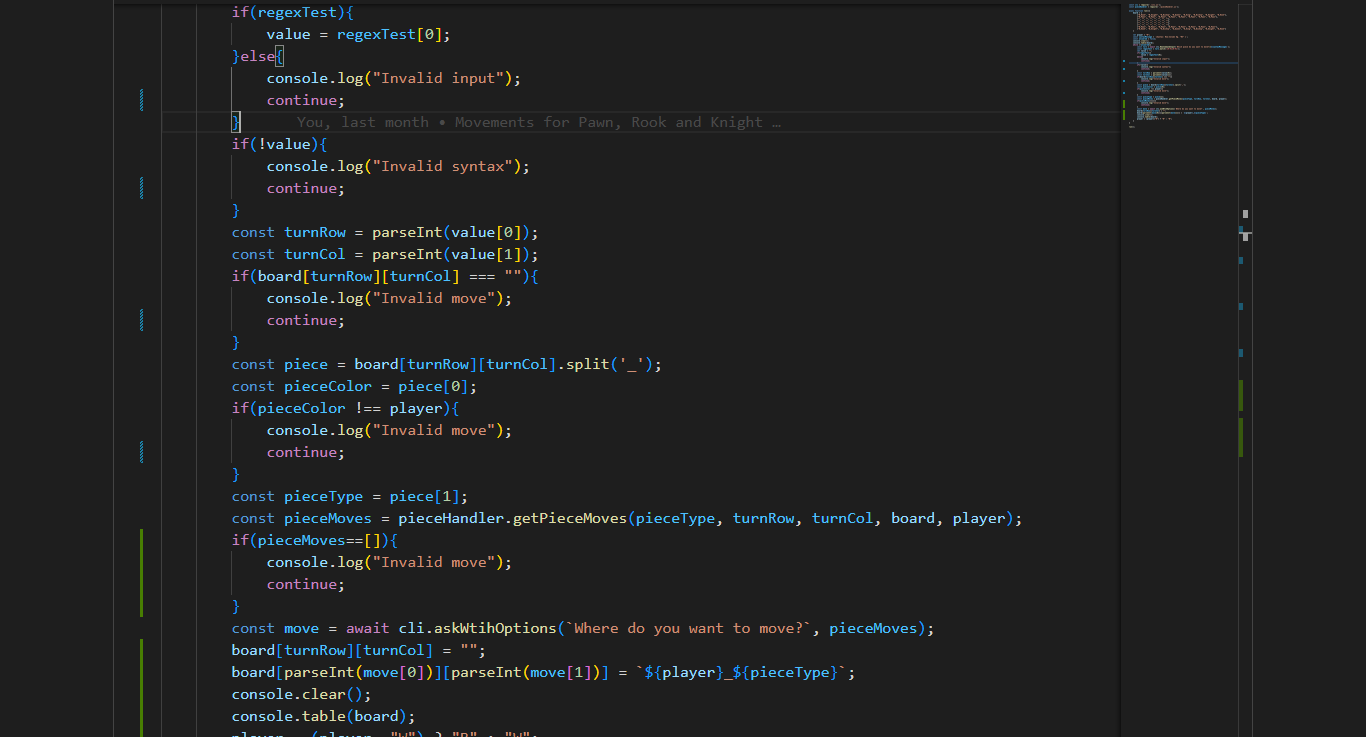 if(regexTest){
value = regexTest[0];
}else{
console.log("Invalid input");
continue;
} You, last month • Movements for Pawn, Rook and Knight …
if(!value){
console.log("Invalid syntax");
continue;
}
const turnRow = parseInt(value[0]);
const turnCol = parseInt(value[1]);
if(board[turnRow][turnCol] === ""){
console.log("Invalid move");
continue;
}
const piece = board[turnRow][turnCol].split('_');
const pieceColor = piece[0];
if(pieceColor !== player){
console.log("Invalid move");
continue;
}
const pieceType = piece[1];
const pieceMoves = pieceHandler.getPieceMoves(pieceType, turnRow, turnCol, board, player);
if(pieceMoves==[]){
console.log("Invalid move");
continue;
}
const move = await cli.askWtihOptions(`Where do you want to move?`, pieceMoves);
board[turnRow][turnCol] = "";
board[parseInt(move[0])][parseInt(move[1])] = `${player}_${pieceType}`;
console.clear();
console.table(board);